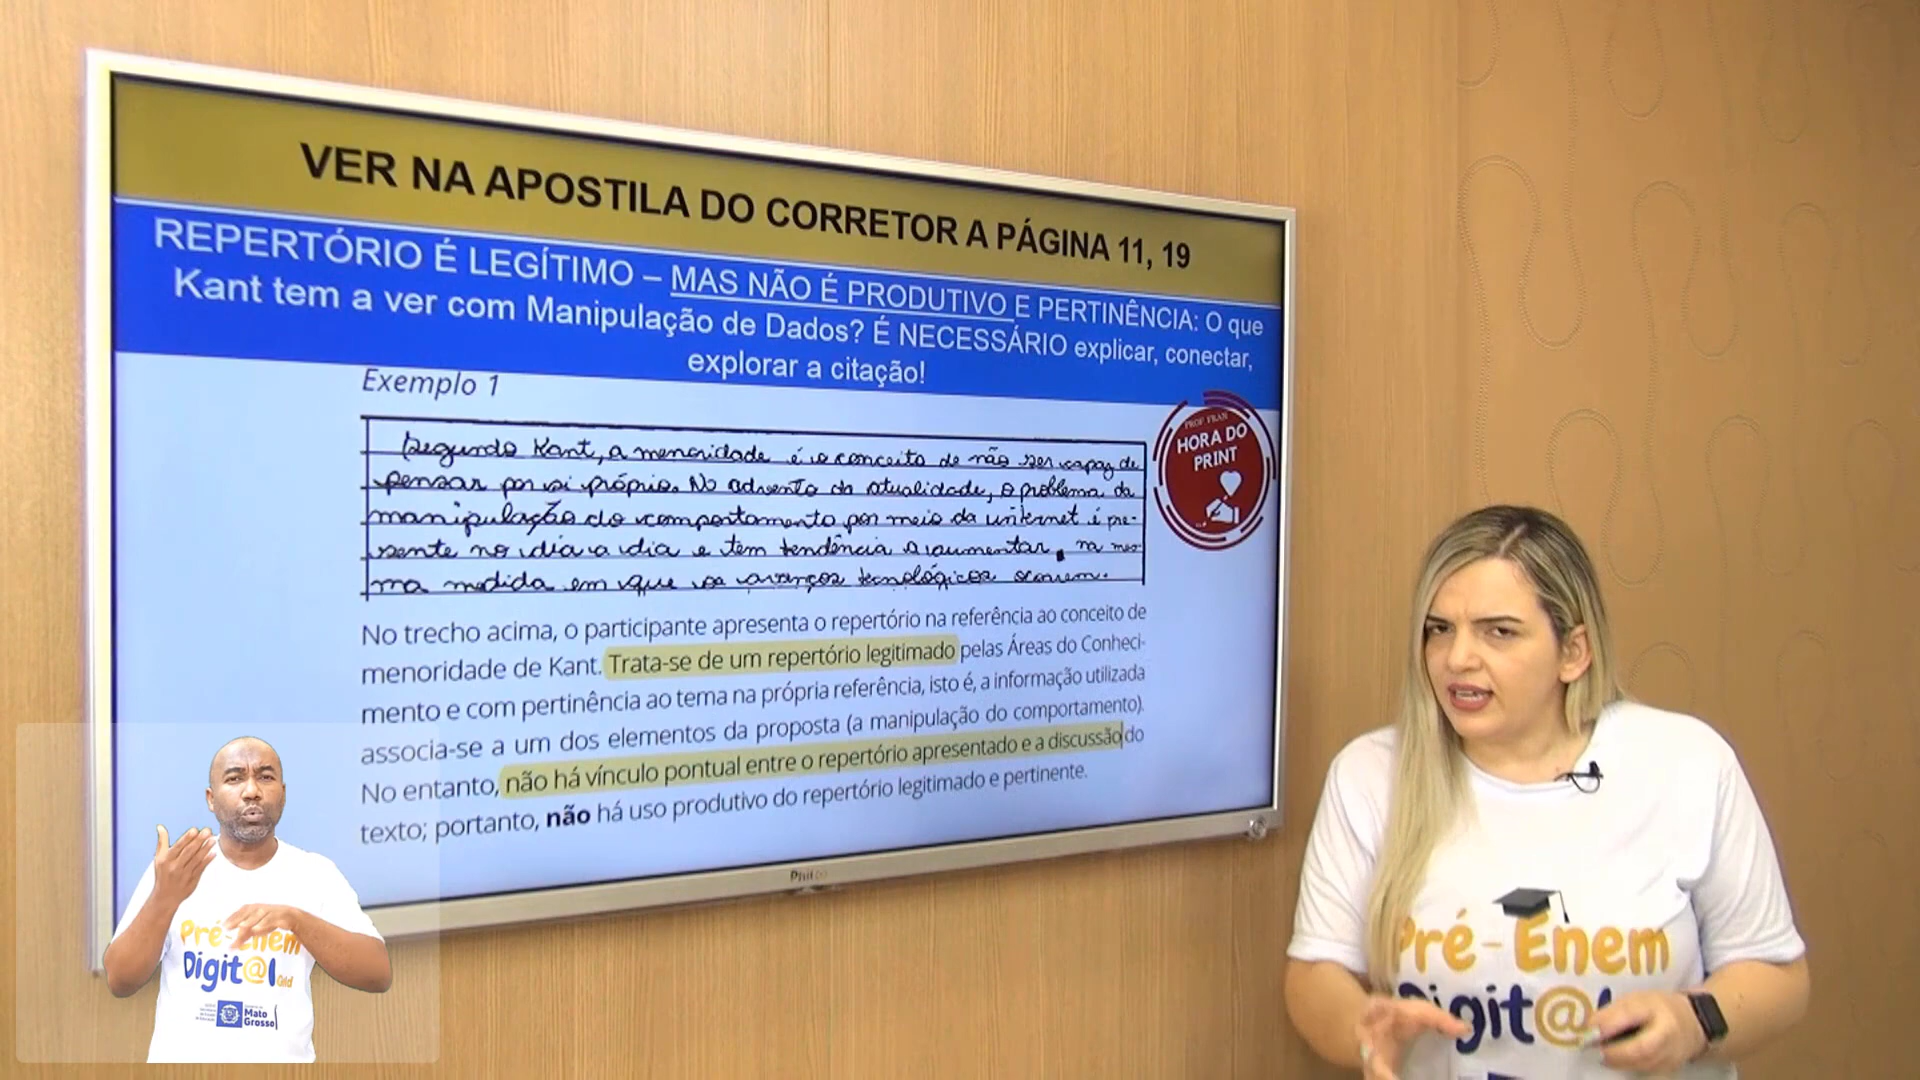 VER NA APOSTILA DO CORRETOR A PÁGINA 11, 19
REPERTÓRIO É LEGÍTIMO – MAS NÃO É PRODUTIVO E PERTINÊNCIA: O que
Kant tem a ver com Manipulação de Dados? É NECESSÁRIO explicar, conectar,
explorar a citação!
Exemplo 1
PROF FRAN
HORA DO
PRINT
Segundo Kant, a menoridade é o conceito de não ser capaz de
pensar por si próprio. No advento da atualidade, o problema da
manipulação do comportamento por meio da internet é pre-
sente no dia a dia e tem tendência a aumentar, na mes-
ma medida em que os avanços tecnológicos ocorrem.
No trecho acima, o participante apresenta o repertório na referência ao conceito de
menoridade de Kant. Trata-se de um repertório legitimado pelas Áreas do Conheci-
mento e com pertinência ao tema na própria referência, isto é, a informação utilizada
associa-se a um dos elementos da proposta (a manipulação do comportamento).
No entanto, não há vínculo pontual entre o repertório apresentado e a discussão do
texto; portanto, não há uso produtivo do repertório legitimado e pertinente.
Philco
Pré-Enem
Digit@l
Mato
Grosso
Pré-Enem
Digit@l